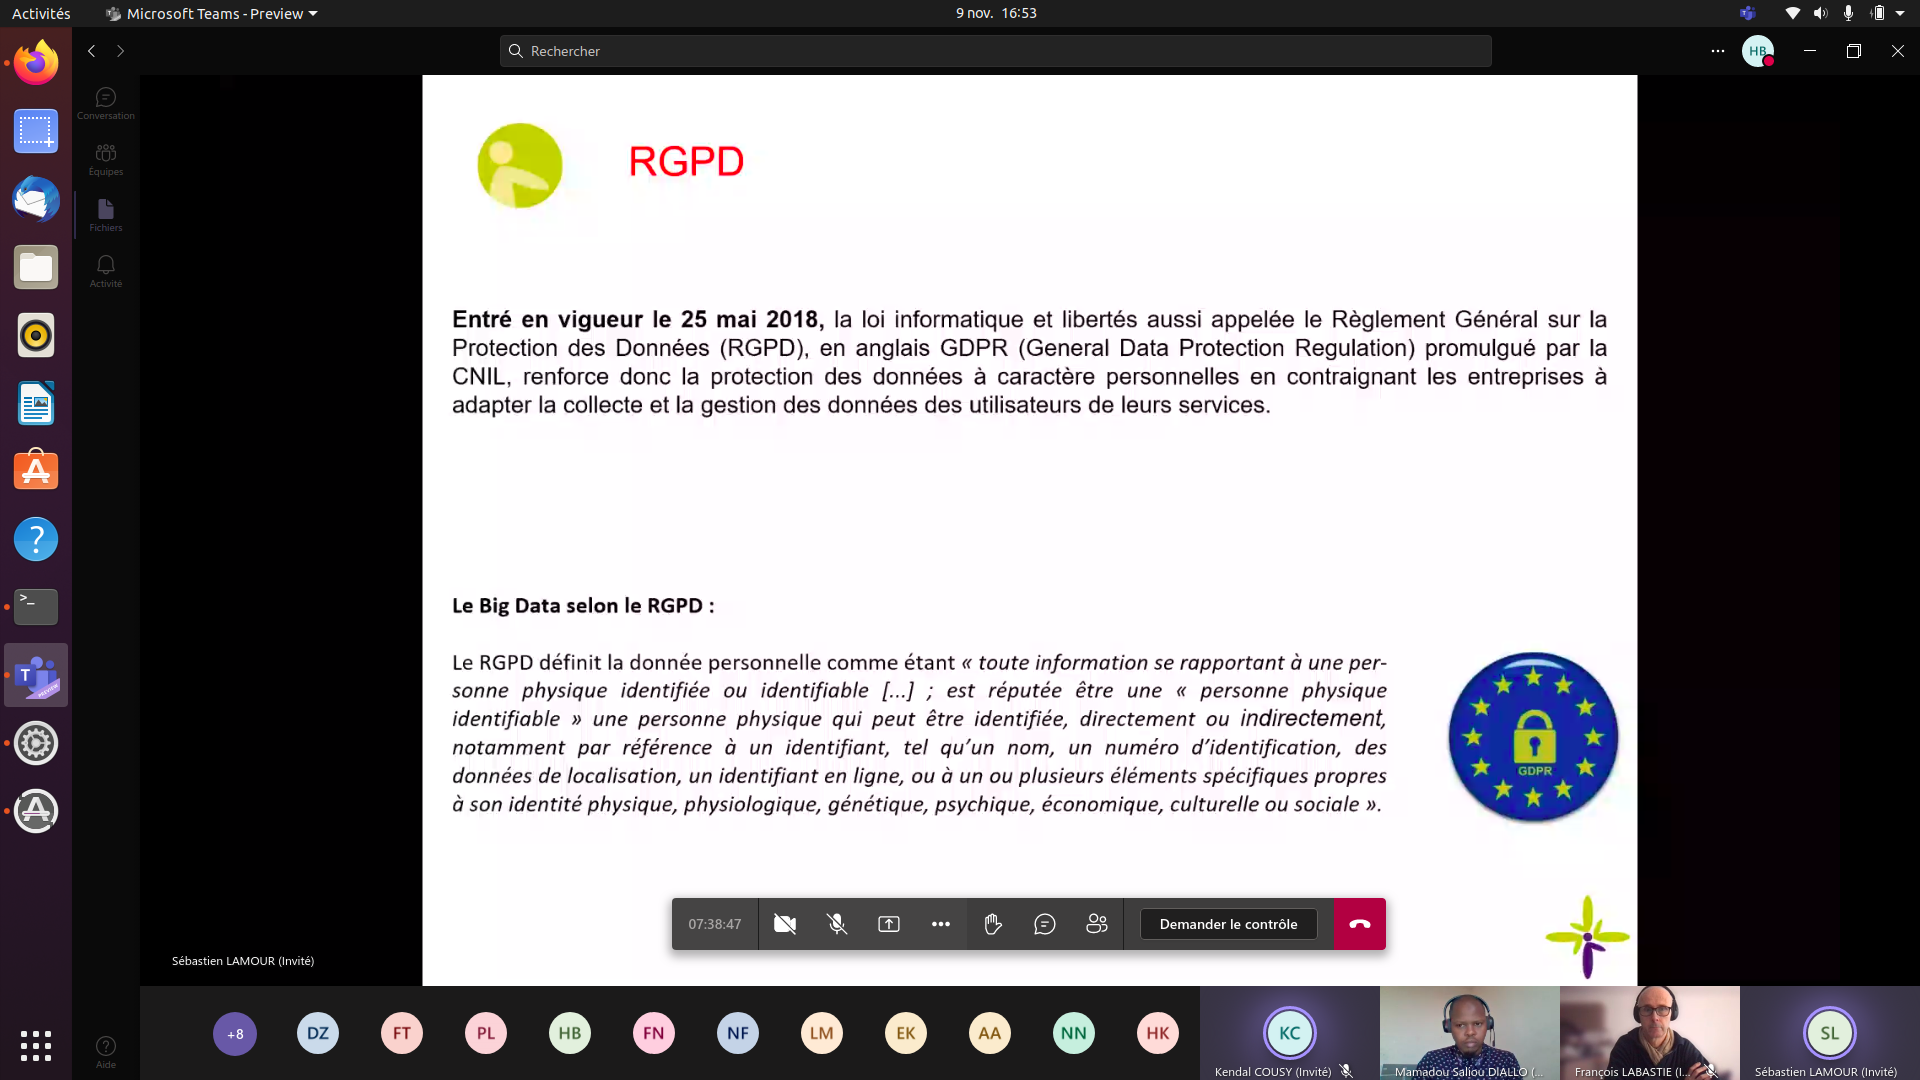 Activités
Microsoft Teams - Preview
9 nov.  16:53
Rechercher
HB
Conversation
Équipes
Fichiers
Activité
Aide
RGPD
Entré en vigueur le 25 mai 2018, la loi informatique et libertés aussi appelée le Règlement Général sur la
Protection des Données (RGPD), en anglais GDPR (General Data Protection Regulation) promulgué par la
CNIL, renforce donc la protection des données à caractère personnelles en contraignant les entreprises à
adapter la collecte et la gestion des données des utilisateurs de leurs services.
Le Big Data selon le RGPD :
Le RGPD définit la donnée personnelle comme étant « toute information se rapportant à une per-
sonne physique identifiée ou identifiable [...] ; est réputée être une « personne physique
identifiable » une personne physique qui peut être identifiée, directement ou indirectement,
notamment par référence à un identifiant, tel qu'un nom, un numéro d'identification, des
données de localisation, un identifiant en ligne, ou à un ou plusieurs éléments spécifiques propres
à son identité physique, physiologique, génétique, psychique, économique, culturelle ou sociale ».
GDPR
07:38:47
Demander le contrôle
Sébastien LAMOUR (Invité)
+8
DZ
FT
PL
HB
FN
NF
LM
EK
AA
NN
HK
KC
SL
Kendal COUSY (Invité)
Mamadou Saliou DIALLO (...
François LABASTIE (I...
Sébastien LAMOUR (Invité)